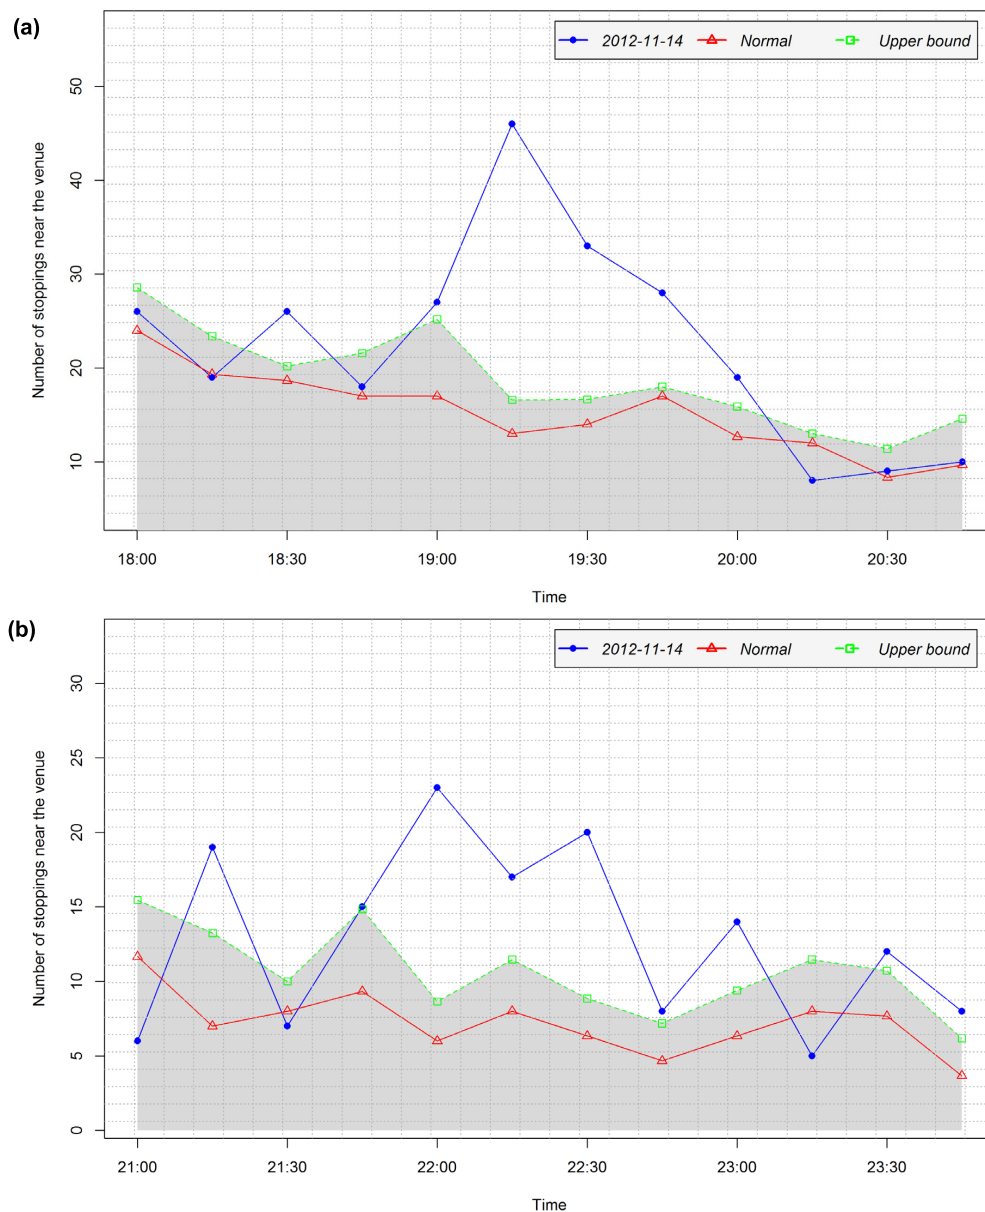 (a)
2012-11-14 Normal Upper bound
Number of stoppings near the venue
50
40
30
20
10
18:00 18:30 19:00 19:30 20:00 20:30
Time
(b)
2012-11-14 Normal Upper bound
Number of stoppings near the venue
30
25
20
15
10
5
0
21:00 21:30 22:00 22:30 23:00 23:30
Time